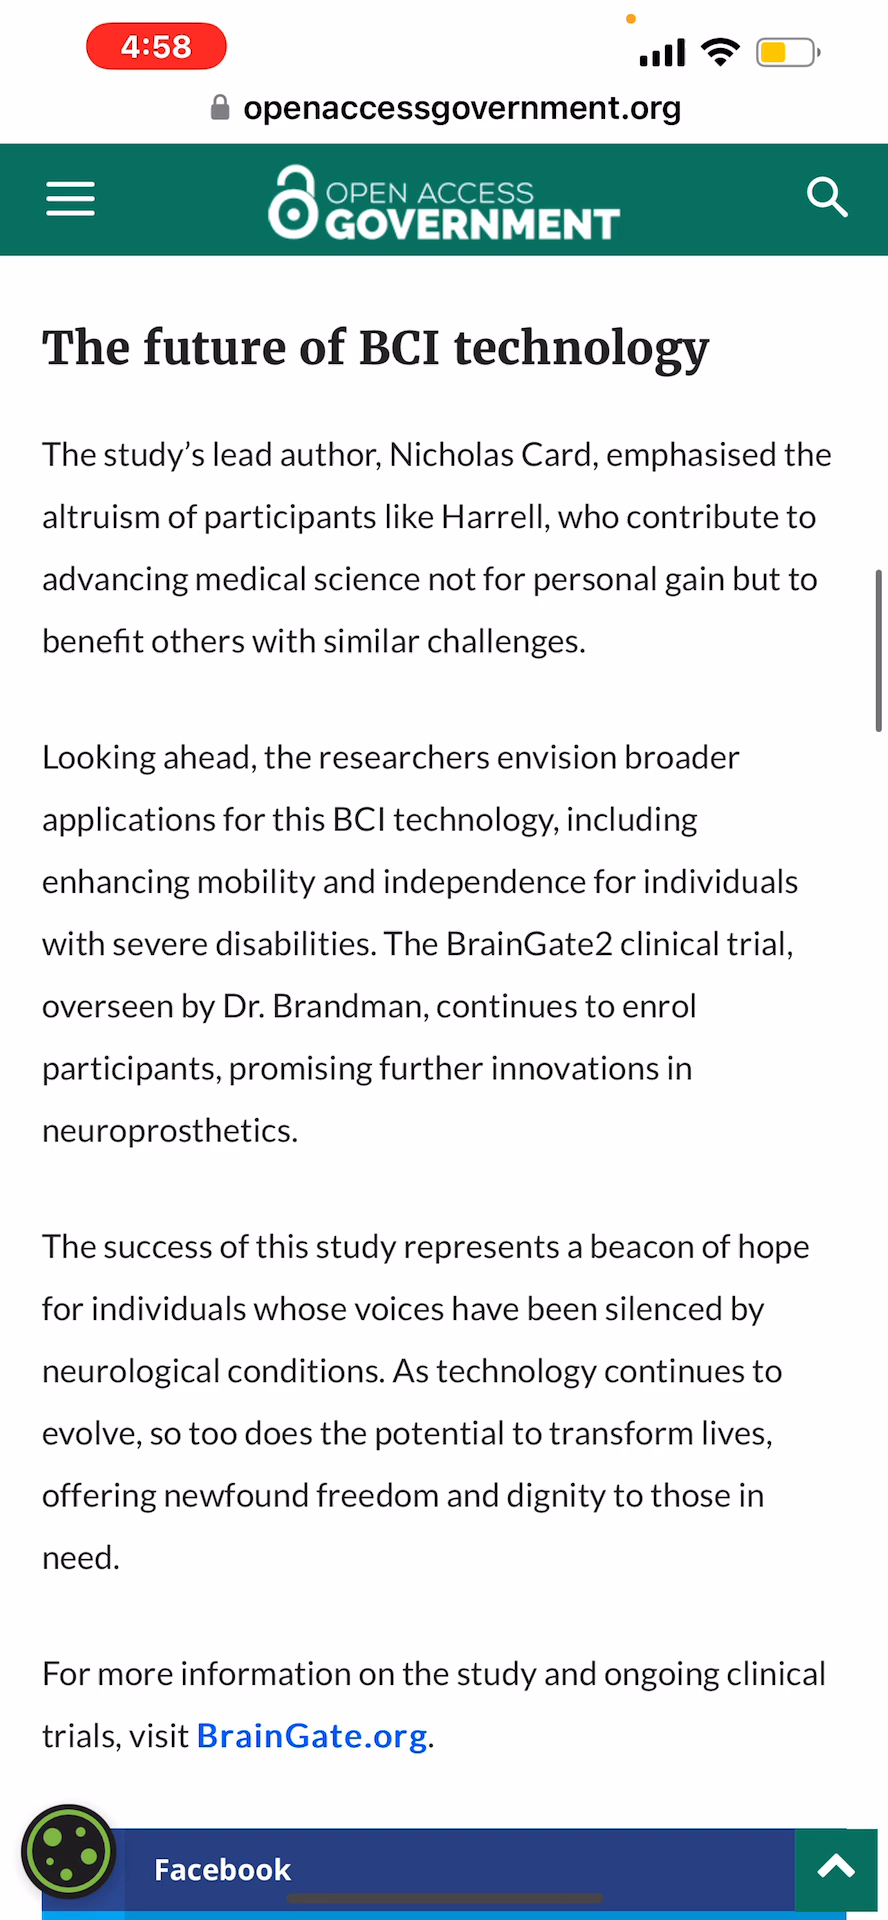 4:58
openaccessgovernment.org
OPEN ACCESS
GOVERNMENT
The future of BCI technology
The study’s lead author, Nicholas Card, emphasised the
altruism of participants like Harrell, who contribute to
advancing medical science not for personal gain but to
benefit others with similar challenges.
Looking ahead, the researchers envision broader
applications for this BCI technology, including
enhancing mobility and independence for individuals
with severe disabilities. The BrainGate2 clinical trial,
overseen by Dr. Brandman, continues to enrol
participants, promising further innovations in
neuroprosthetics.
The success of this study represents a beacon of hope
for individuals whose voices have been silenced by
neurological conditions. As technology continues to
evolve, so too does the potential to transform lives,
offering newfound freedom and dignity to those in
need.
For more information on the study and ongoing clinical
trials, visit BrainGate.org.
Facebook